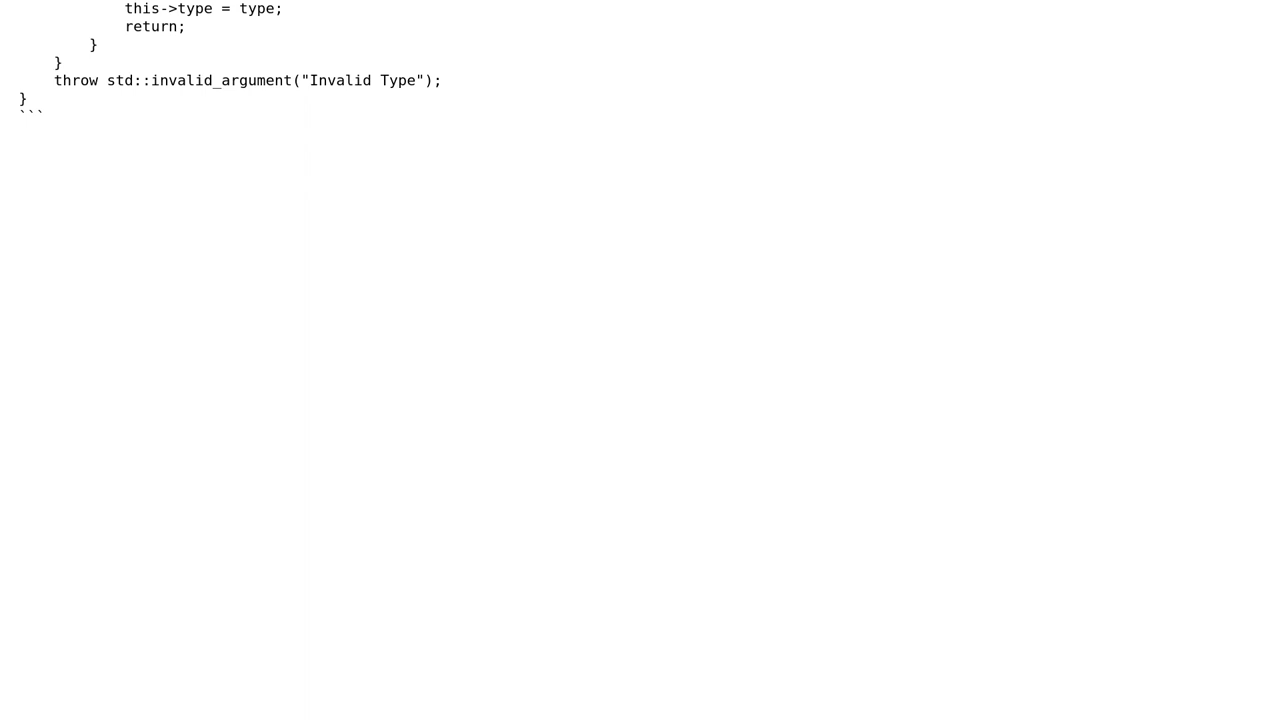 this->type = type;
            return;
        }
    }
    throw std::invalid_argument("Invalid Type");
}
```